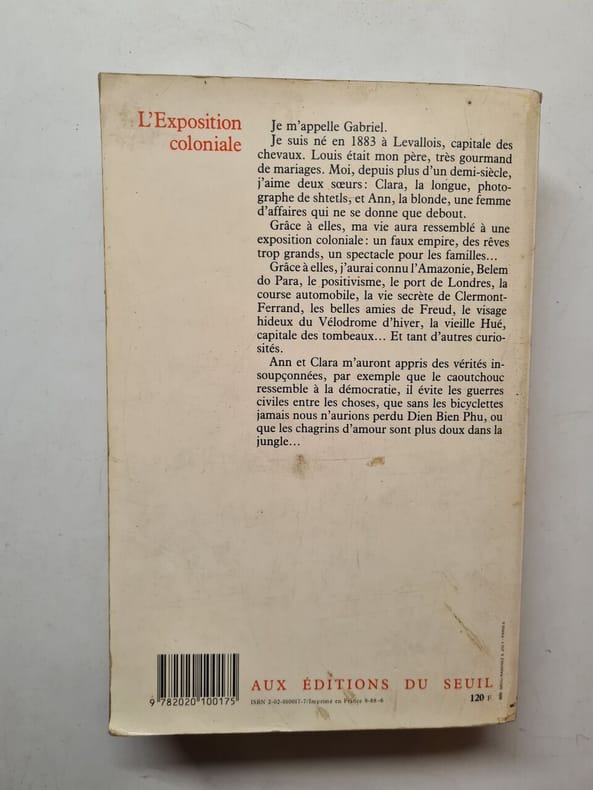 L'Exposition
coloniale
Je m'appelle Gabriel.
Je suis né en 1883 à Levallois, capitale des
chevaux. Louis était mon père, très gourmand
de mariages. Moi, depuis plus d'un demi-siècle,
j'aime deux sœurs: Clara, la longue, photo-
graphe de shtetls, et Ann, la blonde, une femme
d'affaires qui ne se donne que debout.
Grâce à elles, ma vie aura ressemblé à une
exposition coloniale: un faux empire, des rêves
trop grands, un spectacle pour les familles...
Grâce à elles, j'aurai connu l'Amazonie, Belem
do Para, le positivisme, le port de Londres, la
course automobile, la vie secrète de Clermont-
Ferrand, les belles amies de Freud, le visage
hideux du Vélodrome d'hiver, la vieille Hué,
capitale des tombeaux... Et tant d'autres curio-
sités.
Ann et Clara m'auront appris des vérités in-
soupçonnées, par exemple que le caoutchouc
ressemble à la démocratie, il évite les guerres
civiles entre les choses, que sans les bicyclettes
jamais nous n'aurions perdu Dien Bien Phu, ou
que les chagrins d'amour sont plus doux dans la
jungle...
9 782020 100175
AUX ÉDITIONS DU SEUIL
ISBN 2-02-010017-7/Imprimé en France 9-88-6
120 F